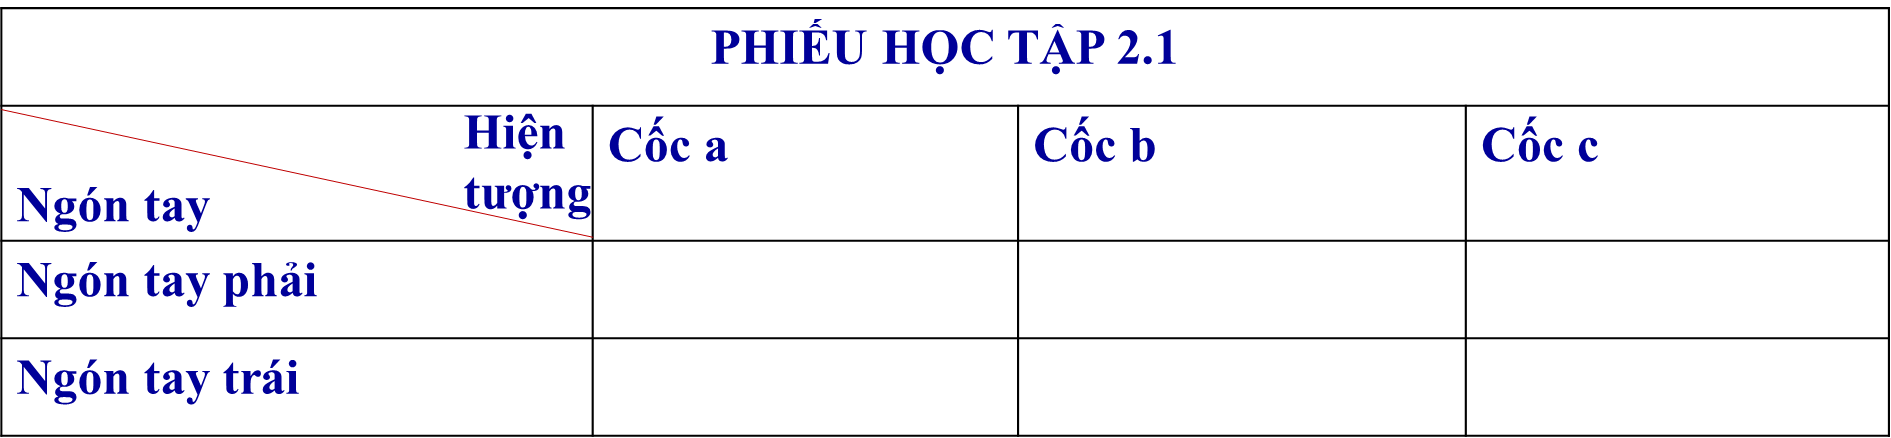 PHIẾU HỌC TẬP 2.1
Hiện
tượng
Ngón tay
Cốc a
Cốc b
Cốc c
Ngón tay phải
Ngón tay trái